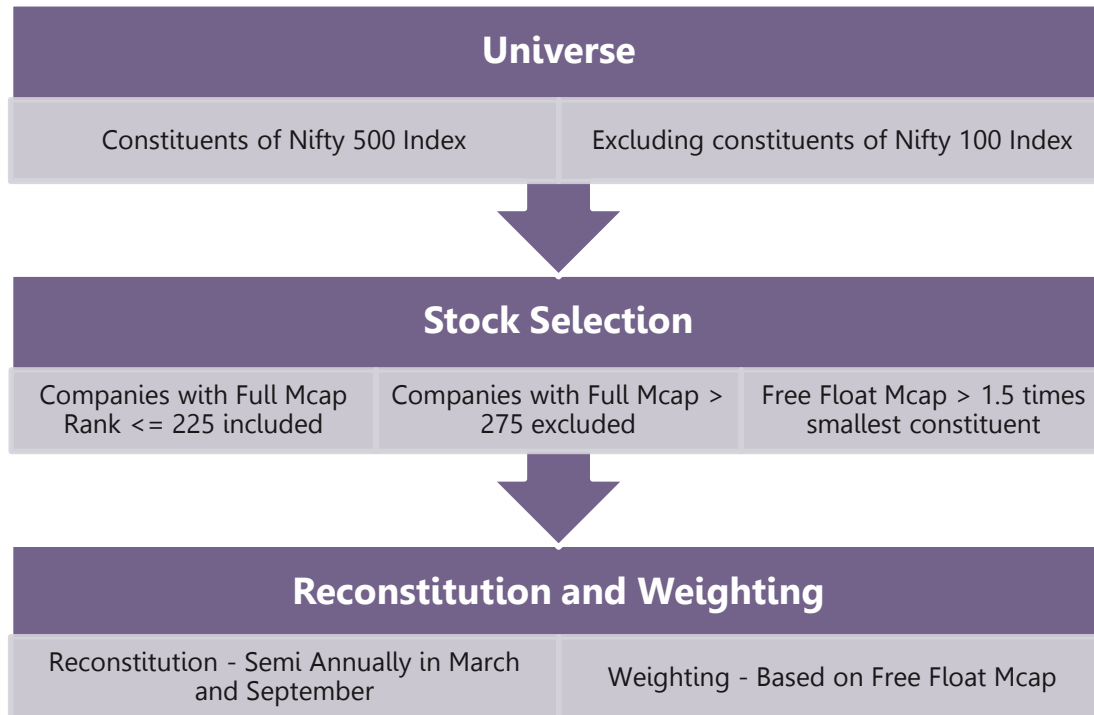 Universe
Constituents of Nifty 500 Index
Excluding constituents of Nifty 100 Index
Stock Selection
Companies with Full Mcap
Rank <= 225 included
Companies with Full Mcap >
275 excluded
Free Float Mcap > 1.5 times
smallest constituent
Reconstitution and Weighting
Reconstitution - Semi Annually in March
and September
Weighting - Based on Free Float Mcap